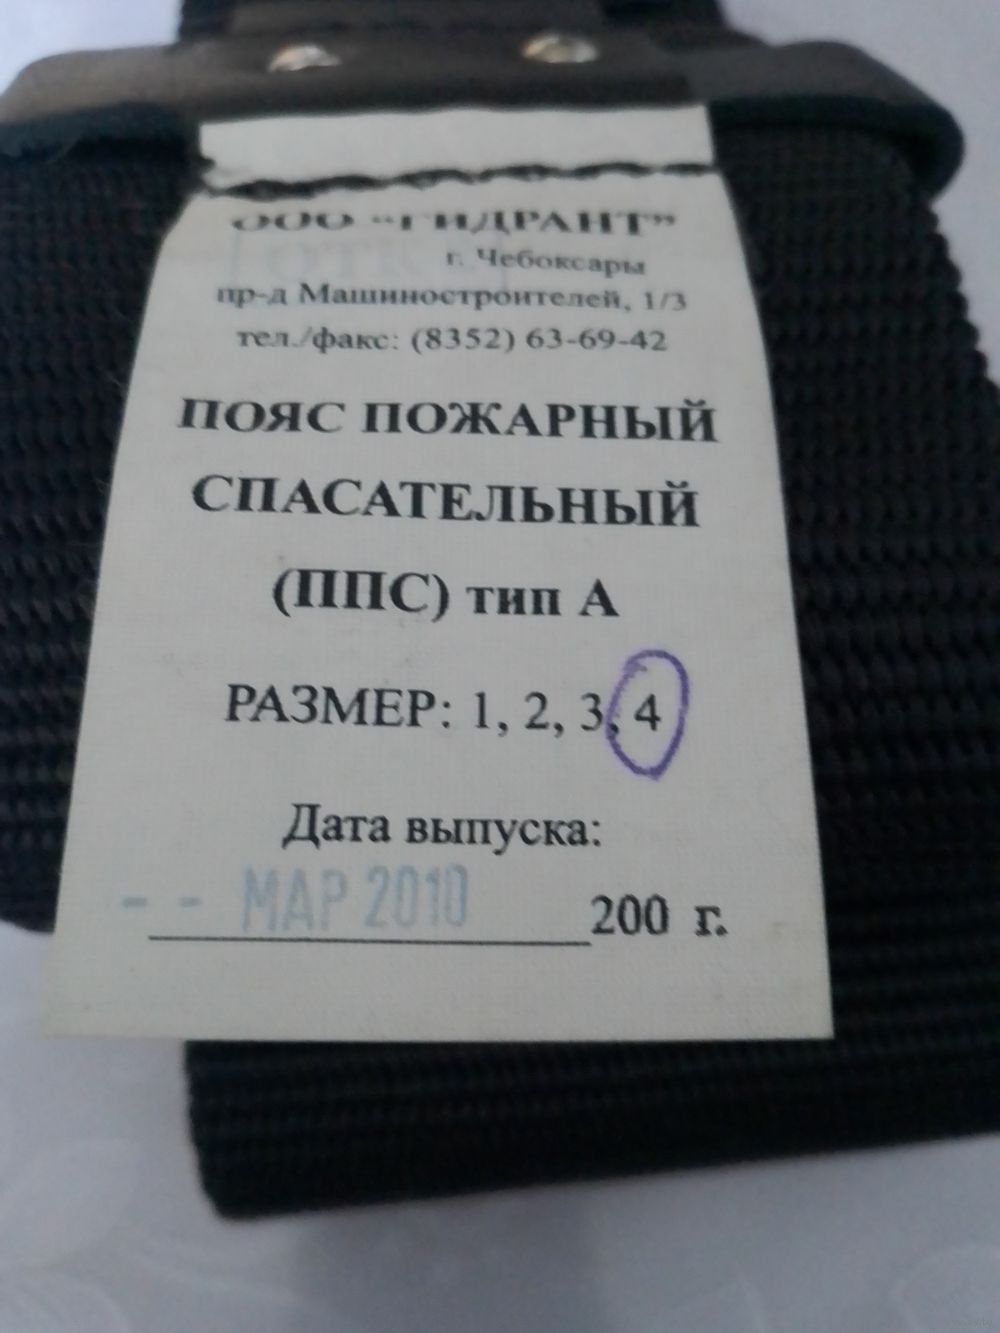 ООО “ГИДРАНТ”
г. Чебоксары
пр-д Машиностроителей, 1/3
тел./факс: (8352) 63-69-42
ПОЯС ПОЖАРНЫЙ
СПАСАТЕЛЬНЫЙ
(ППС) тип А
РАЗМЕР: 1, 2, 3, 4
Дата выпуска:
- - МАР 2010 200 г.